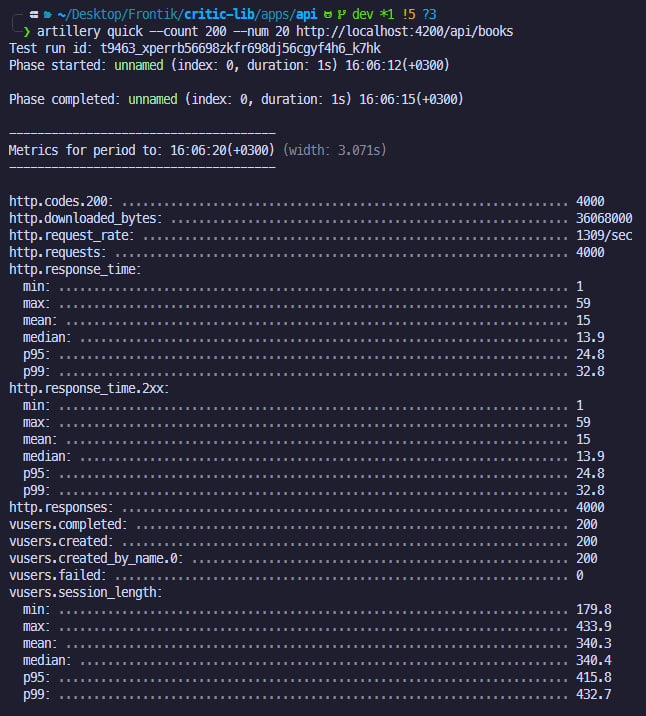 ~/Desktop/Frontik/critic-lib/apps/api dev *1 !5 ?3
❯ artillery quick --count 200 --num 20 http://localhost:4200/api/books
Test run id: t9463_xperrb56698zkfr698dj56cgyf4h6_k7hk
Phase started: unnamed (index: 0, duration: 1s) 16:06:12(+0300)
Phase completed: unnamed (index: 0, duration: 1s) 16:06:15(+0300)
--------------------------------------
Metrics for period to: 16:06:20(+0300) (width: 3.071s)
--------------------------------------
http.codes.200: ................................................................ 4000
http.downloaded_bytes: ......................................................... 36068000
http.request_rate: ............................................................. 1309/sec
http.requests: ................................................................. 4000
http.response_time:
min: ......................................................................... 1
max: ......................................................................... 59
mean: ........................................................................ 15
median: ...................................................................... 13.9
p95: ......................................................................... 24.8
p99: ......................................................................... 32.8
http.response_time.2xx:
min: ......................................................................... 1
max: ......................................................................... 59
mean: ........................................................................ 15
median: ...................................................................... 13.9
p95: ......................................................................... 24.8
p99: ......................................................................... 32.8
http.responses: ................................................................ 4000
vusers.completed: .............................................................. 200
vusers.created: ................................................................ 200
vusers.created_by_name.0: ...................................................... 200
vusers.failed: ................................................................. 0
vusers.session_length:
min: ......................................................................... 179.8
max: ......................................................................... 433.9
mean: ........................................................................ 340.3
median: ...................................................................... 340.4
p95: ......................................................................... 415.8
p99: ......................................................................... 432.7